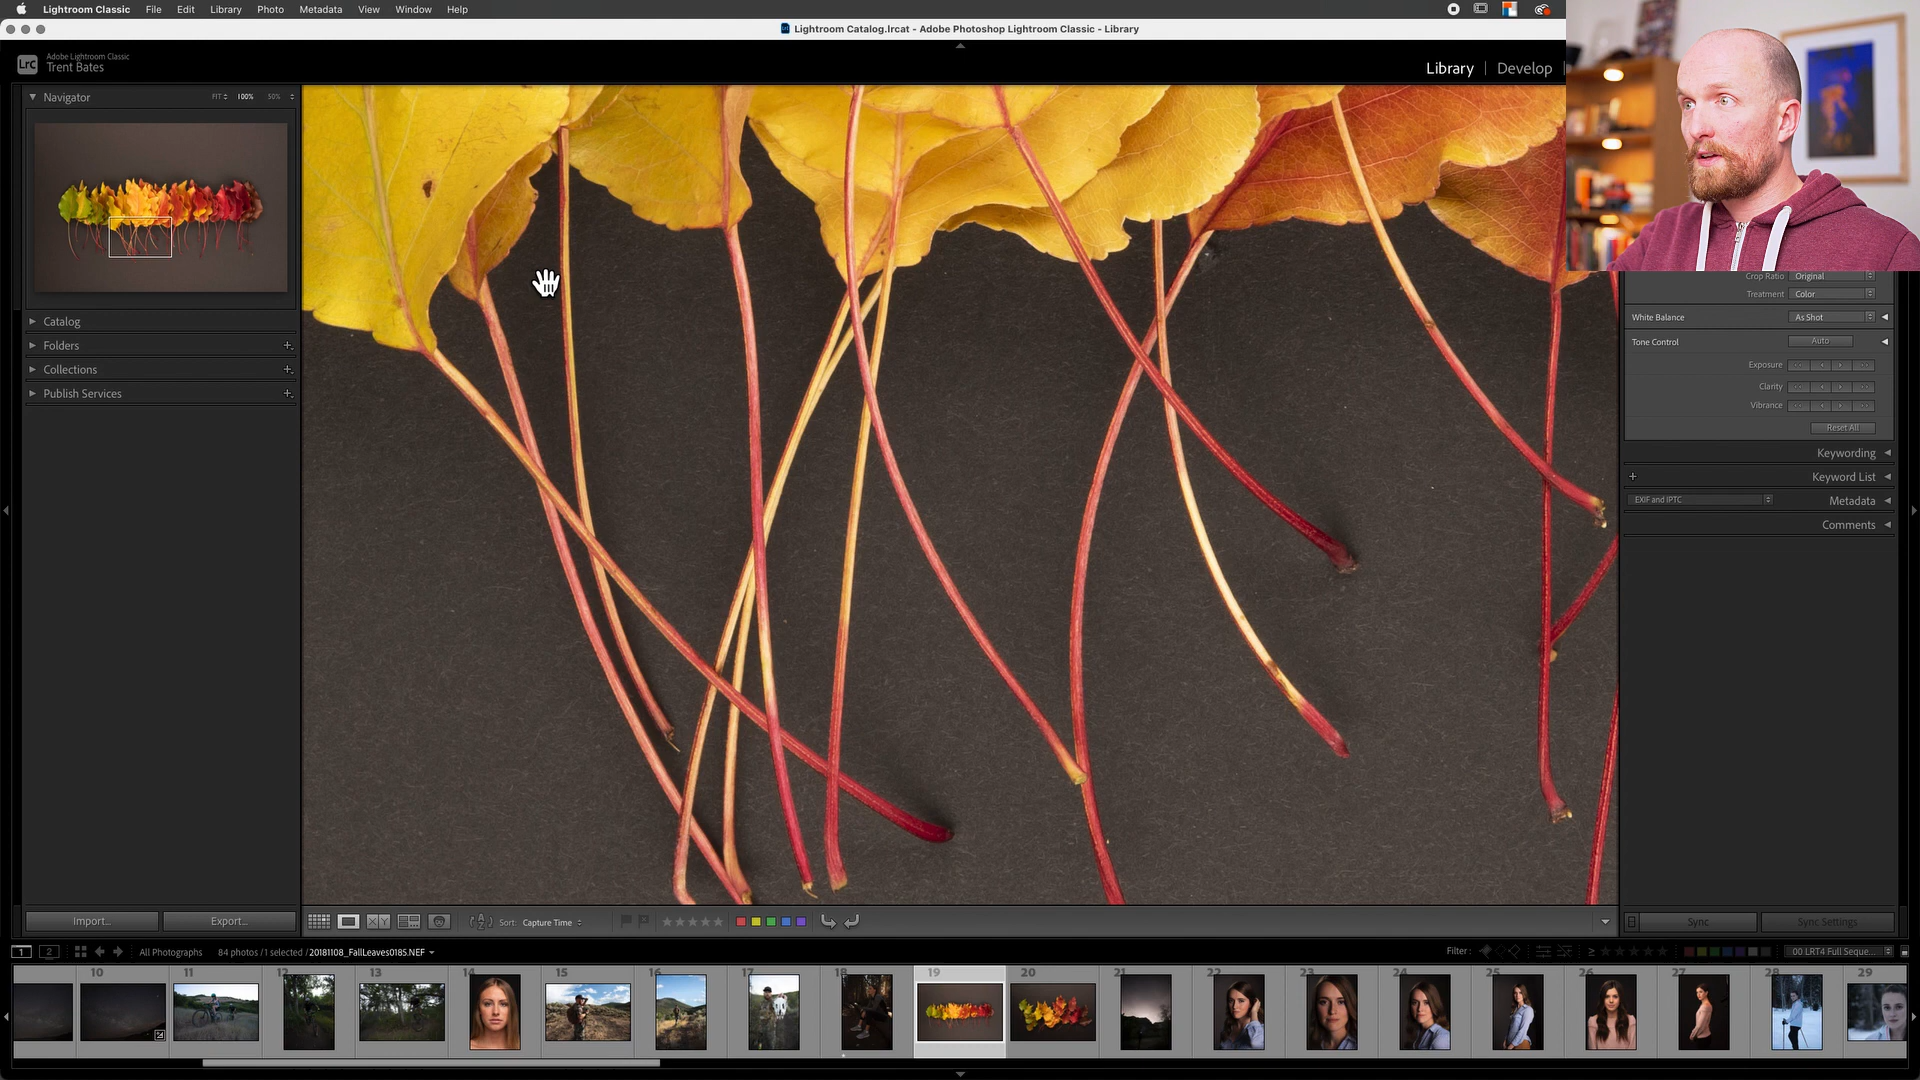 Lightroom Classic File Edit Library Photo Metadata View Window Help
Lightroom Catalog.lrcat - Adobe Photoshop Lightroom Classic - Library
LrC
Adobe Lightroom Classic
Trent Bates
Library | Develop |
Navigator FIT 100% 50%
Catalog
Folders
Collections
Publish Services
Crop Ratio Original
Treatment Color
White Balance As Shot
Tone Control Auto
Exposure
Clarity
Vibrance
Reset All
Keywording
Keyword List
EXIF and IPTC Metadata
Comments
Import... Export...
Sort: Capture Time
Sync Sync Settings
1 2 All Photographs 84 photos / 1 selected / 20181108_FallLeaves0185.NEF
Filter : 00 LRT4 Full Seque...
10 11 12 13 14 15 16 17 18 19 20 21 22 23 24 25 26 27 28 29